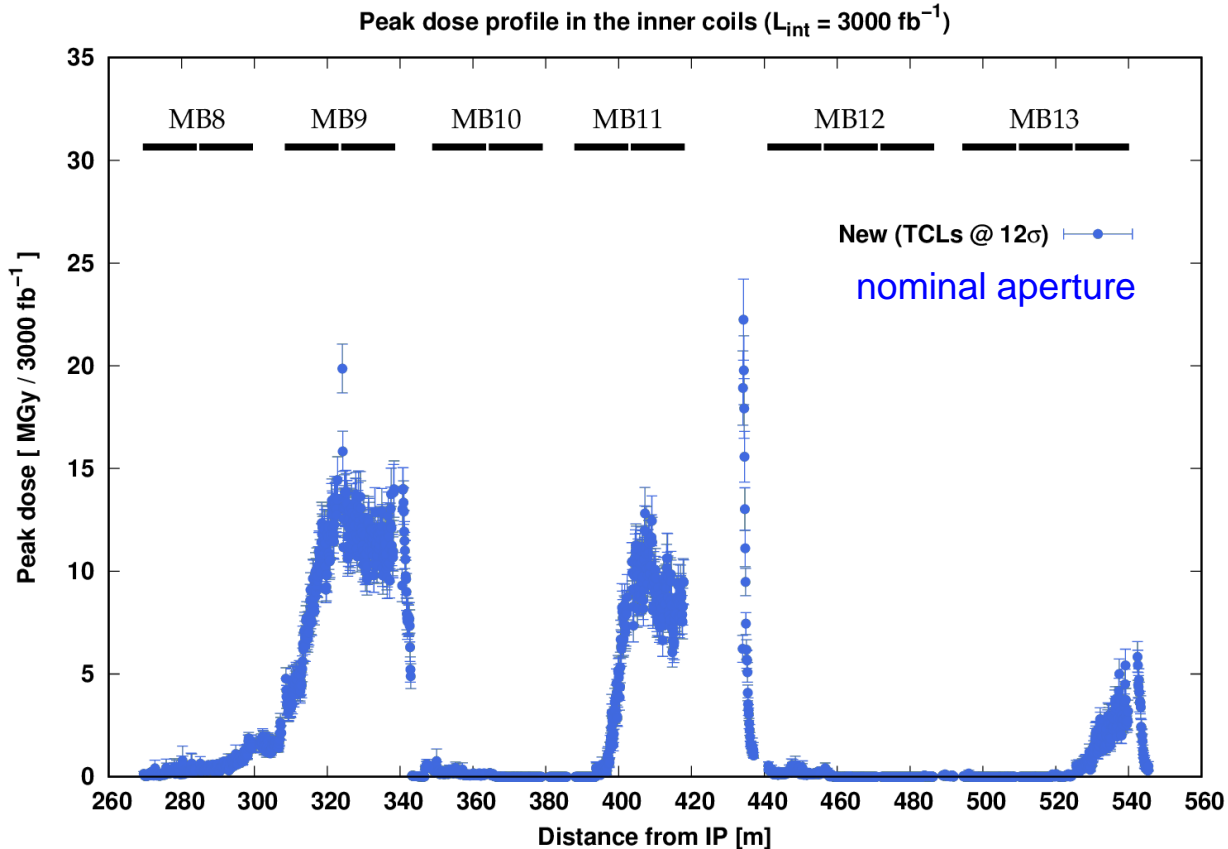 Peak dose profile in the inner coils (L_int = 3000 fb⁻¹)
35
30
25
20
15
10
5
0
Peak dose [ MGy / 3000 fb⁻¹ ]
MB8 MB9 MB10 MB11 MB12 MB13
New (TCLs @ 12σ)
nominal aperture
260 280 300 320 340 360 380 400 420 440 460 480 500 520 540 560
Distance from IP [m]